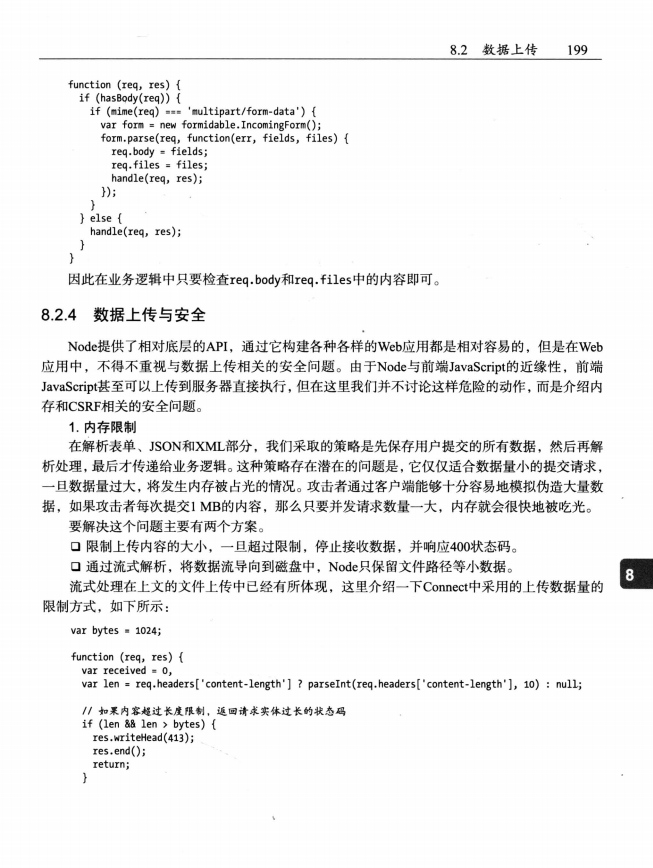 8.2 数据上传 199
function (req, res) {
if (hasBody(req)) {
if (mime(req) === 'multipart/form-data') {
var form = new formidable.IncomingForm();
form.parse(req, function(err, fields, files) {
req.body = fields;
req.files = files;
handle(req, res);
});
}
} else {
handle(req, res);
}
}
因此在业务逻辑中只要检查req.body和req.files中的内容即可。
8.2.4 数据上传与安全
Node提供了相对底层的API，通过它构建各种各样的Web应用都是相对容易的，但是在Web
应用中，不得不重视与数据上传相关的安全问题。由于Node与前端JavaScript的近缘性，前端
JavaScript甚至可以上传到服务器直接执行，但在这里我们并不讨论这样危险的动作，而是介绍内
存和CSRF相关的安全问题。
1. 内存限制
在解析表单、JSON和XML部分，我们采取的策略是先保存用户提交的所有数据，然后再解
析处理，最后才传递给业务逻辑。这种策略存在潜在的问题是，它仅仅适合数据量小的提交请求，
一旦数据量过大，将发生内存被占光的情况。攻击者通过客户端能够十分容易地模拟伪造大量数
据，如果攻击者每次提交1 MB的内容，那么只要并发请求数量一大，内存就会很快地被吃光。
要解决这个问题主要有两个方案。
❑ 限制上传内容的大小，一旦超过限制，停止接收数据，并响应400状态码。
❑ 通过流式解析，将数据流导向到磁盘中，Node只保留文件路径等小数据。
8
流式处理在上文的文件上传中已经有所体现，这里介绍一下Connect中采用的上传数据量的
限制方式，如下所示：
var bytes = 1024;
function (req, res) {
var received = 0,
var len = req.headers['content-length'] ? parseInt(req.headers['content-length'], 10) : null;
// 如果内容超过长度限制，返回请求实体过长的状态码
if (len && len > bytes) {
res.writeHead(413);
res.end();
return;
}